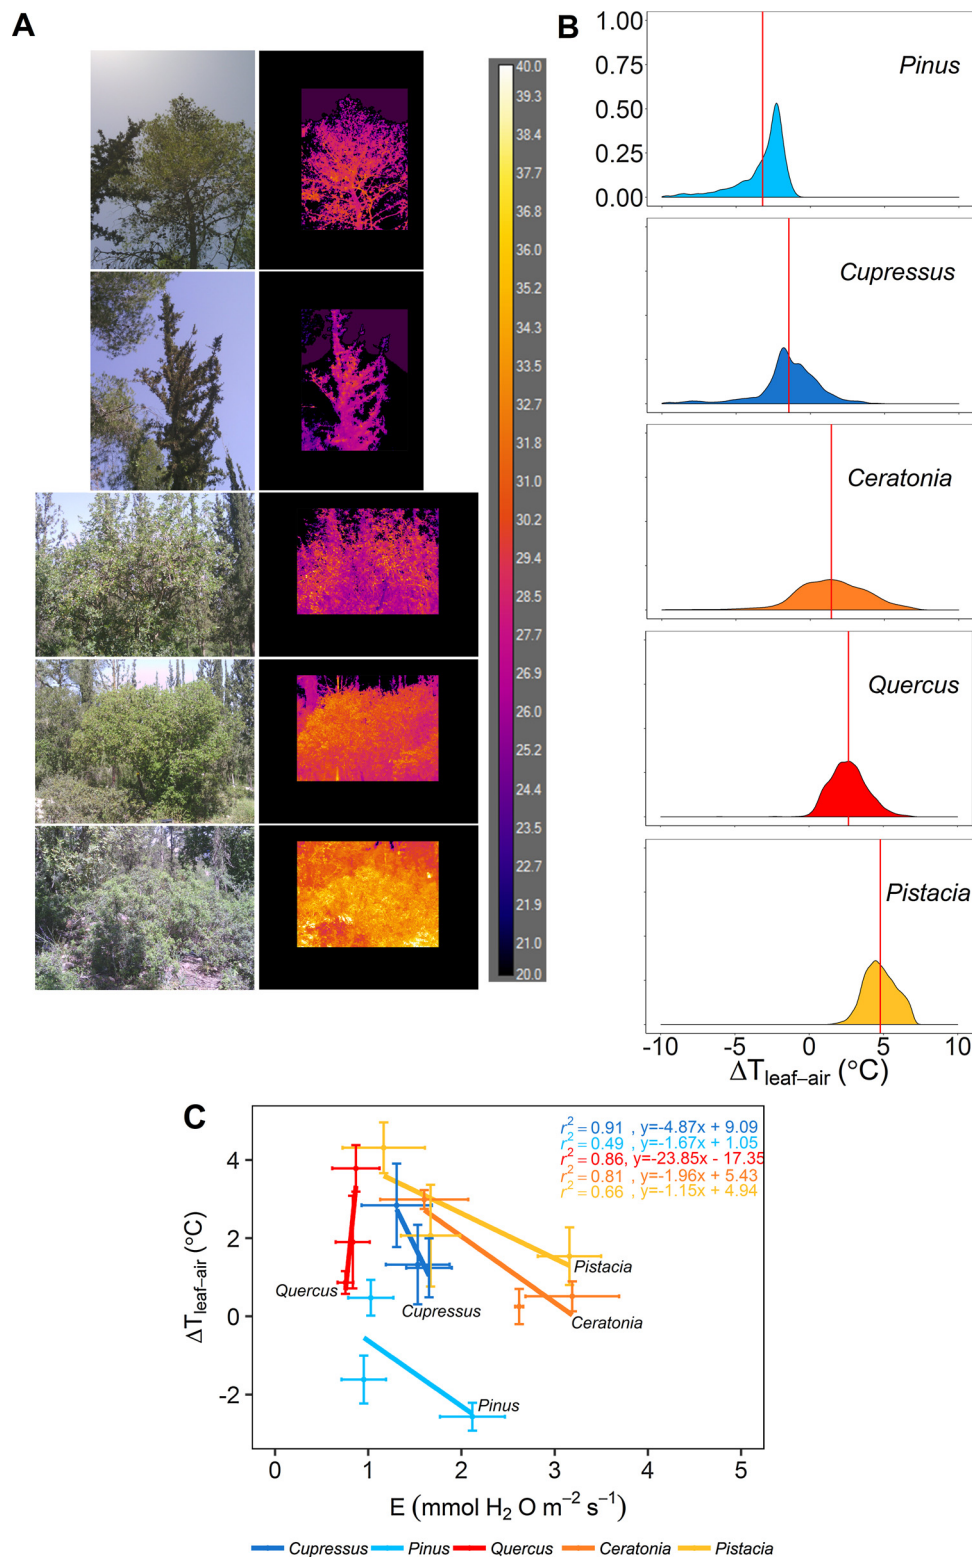 A
40.0
39.3
38.4
37.7
36.8
36.0
35.2
34.3
33.5
32.7
31.8
31.0
30.2
29.4
28.5
27.7
26.9
26.0
25.2
24.4
23.5
22.7
21.9
21.0
20.0
B
1.00
0.75
0.50
0.25
0.00
Pinus
Cupressus
Ceratonia
Quercus
Pistacia
-10 -5 0 5 10
ΔTleaf–air (°C)
C
r² = 0.91 , y=-4.87x + 9.09
r² = 0.49 , y=-1.67x + 1.05
r² = 0.86, y=-23.85x - 17.35
r² = 0.81 , y=-1.96x + 5.43
r² = 0.66 , y=-1.15x + 4.94
4
2
0
-2
ΔTleaf–air (°C)
Quercus
Cupressus
Pistacia
Ceratonia
Pinus
0 1 2 3 4 5
E (mmol H₂ O m⁻² s⁻¹)
Cupressus Pinus Quercus Ceratonia Pistacia